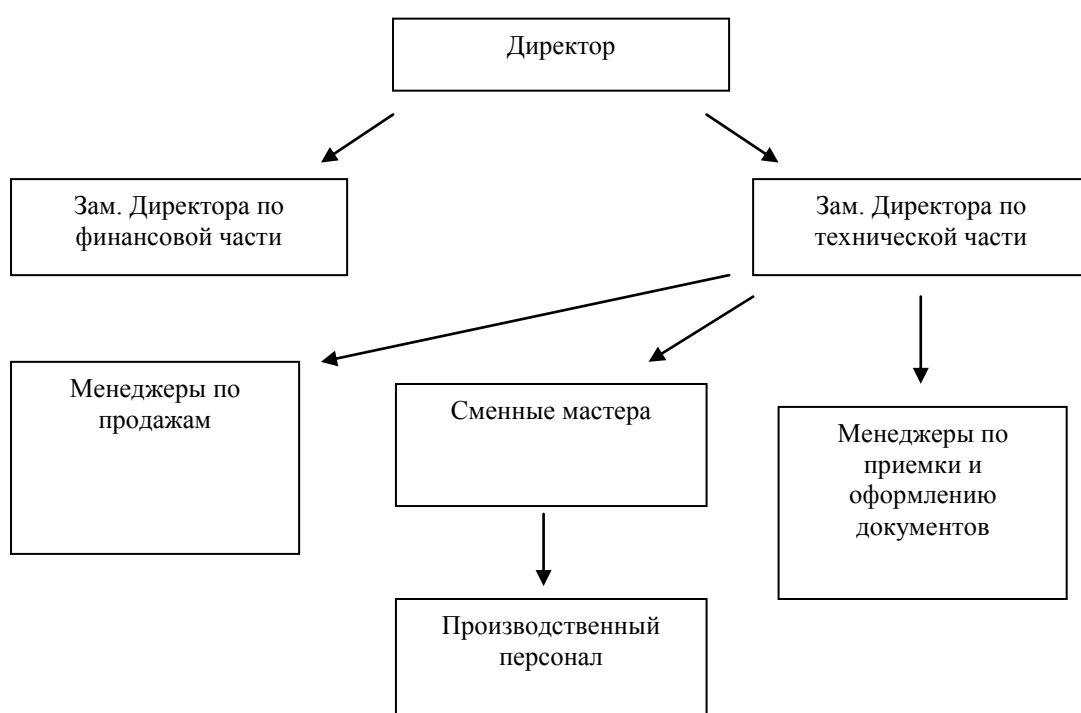 Директор
Зам. Директора по
финансовой части
Зам. Директора по
технической части
Менеджеры по
продажам
Сменные мастера
Менеджеры по
приемки и
оформлению
документов
Производственный
персонал